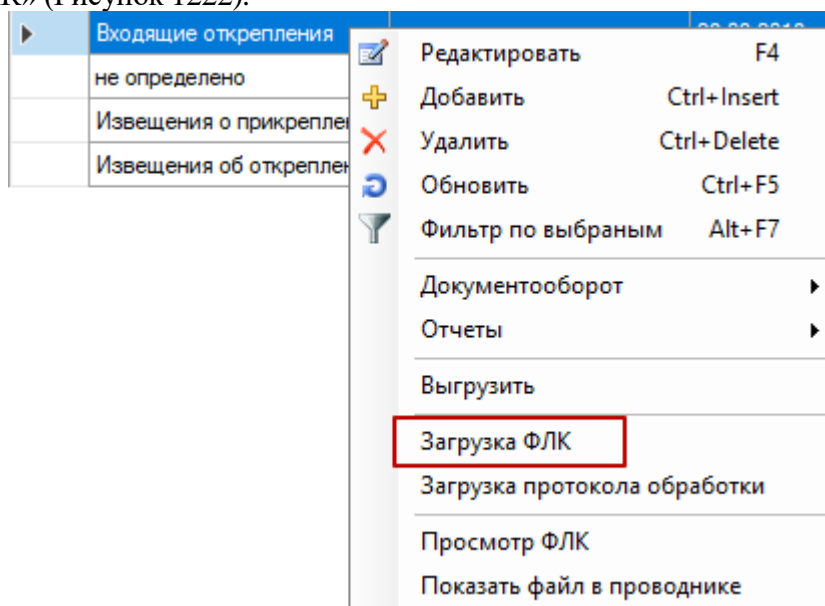 К» (Рисунок 1222).
Входящие открепления
не определено
Извещения о прикреплен
Извещения об откреплен
Редактировать F4
Добавить Ctrl+Insert
Удалить Ctrl+Delete
Обновить Ctrl+F5
Фильтр по выбраным Alt+F7
Документооборот
Отчеты
Выгрузить
Загрузка ФЛК
Загрузка протокола обработки
Просмотр ФЛК
Показать файл в проводнике